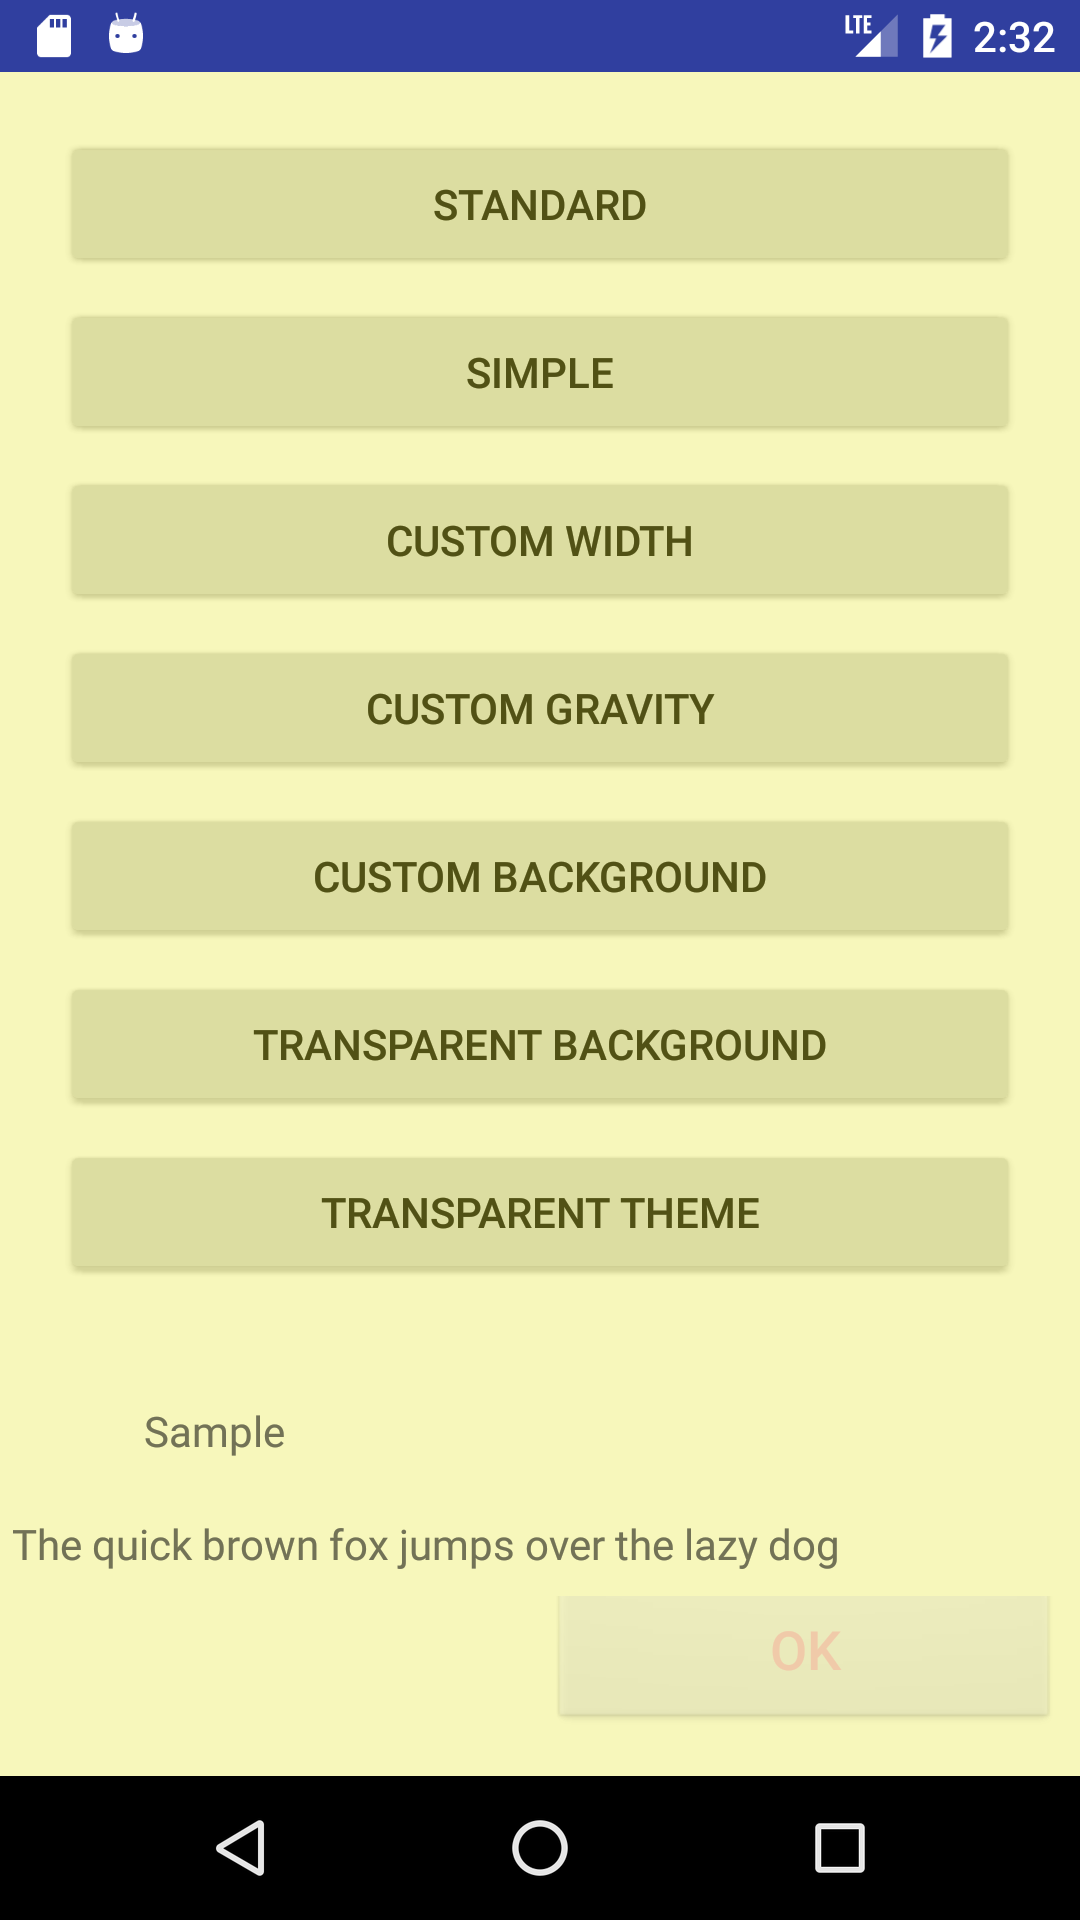 LTE 2:32
STANDARD
SIMPLE
CUSTOM WIDTH
CUSTOM GRAVITY
CUSTOM BACKGROUND
TRANSPARENT BACKGROUND
TRANSPARENT THEME
Sample
The quick brown fox jumps over the lazy dog
OK